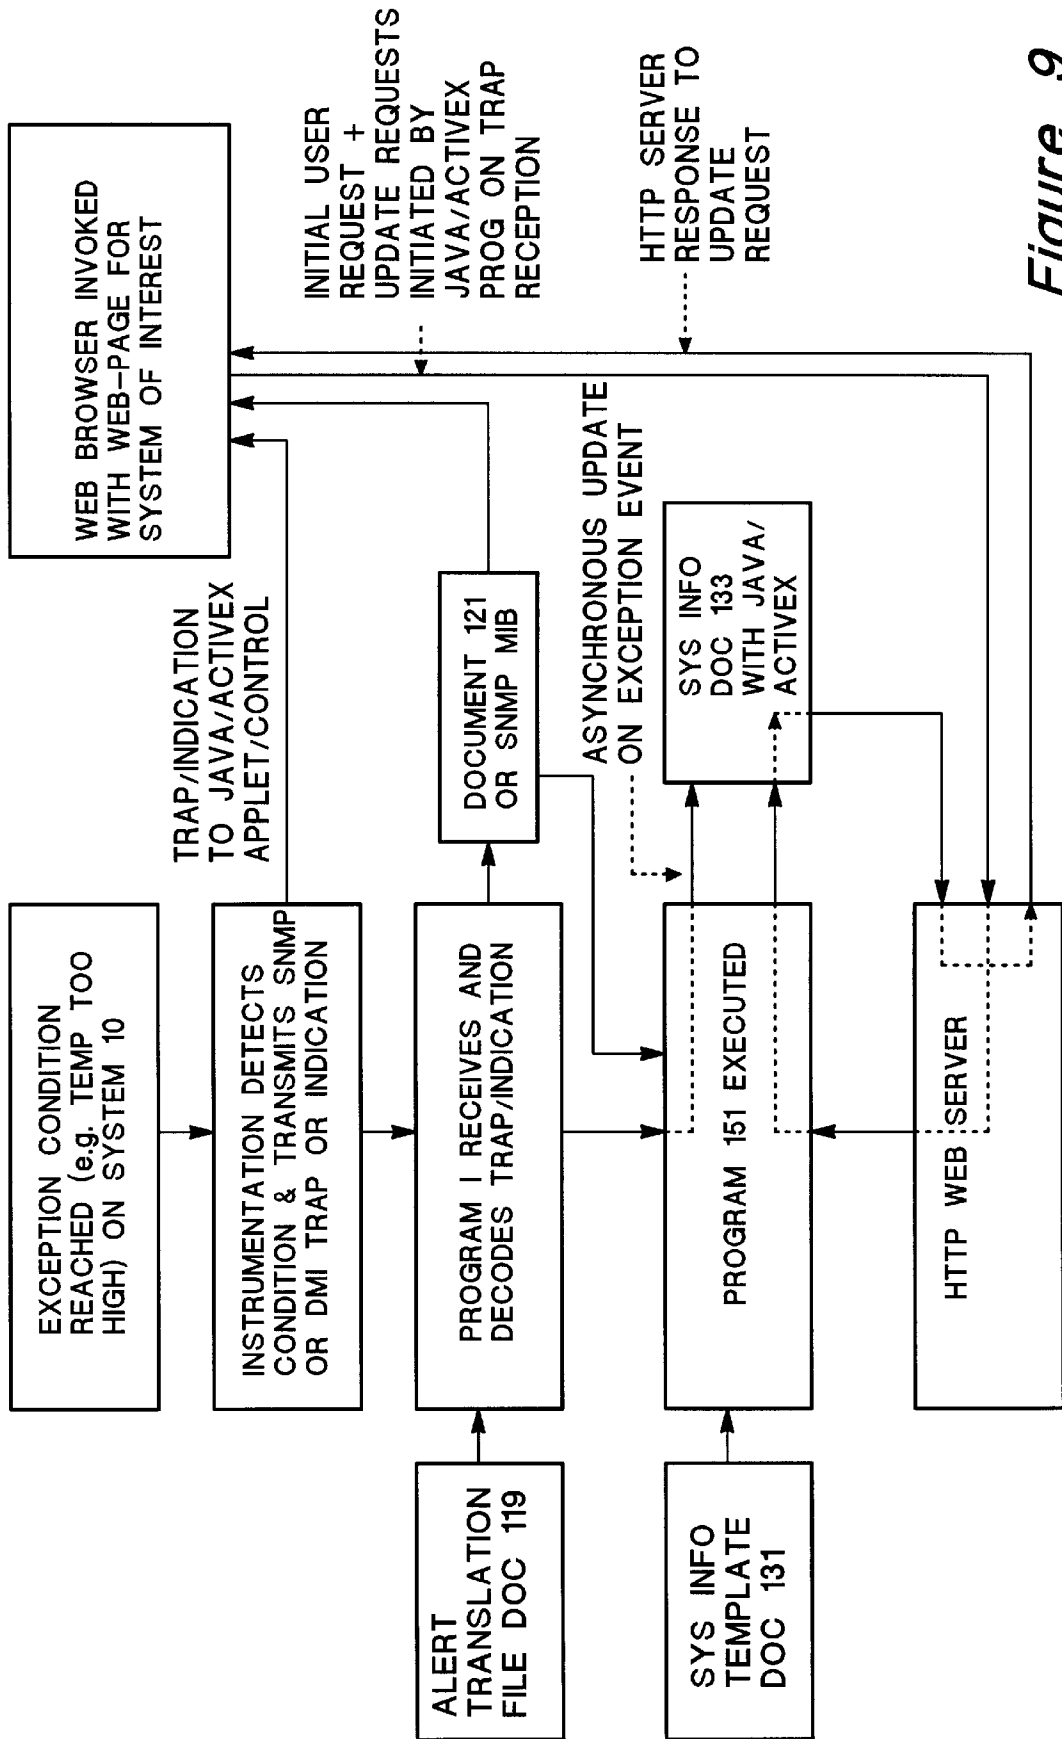 EXCEPTION CONDITION
REACHED (e.g. TEMP TOO
HIGH) ON SYSTEM 10
WEB BROWSER INVOKED
WITH WEB-PAGE FOR
SYSTEM OF INTEREST
TRAP/INDICATION
TO JAVA/ACTIVEX
APPLET/CONTROL
INSTRUMENTATION DETECTS
CONDITION & TRANSMITS SNMP
OR DMI TRAP OR INDICATION
INITIAL USER
REQUEST +
UPDATE REQUESTS
INITIATED BY
JAVA/ACTIVEX
PROG ON TRAP
RECEPTION
ALERT
TRANSLATION
FILE DOC 119
PROGRAM I RECEIVES AND
DECODES TRAP/INDICATION
DOCUMENT 121
OR SNMP MIB
ASYNCHRONOUS UPDATE
ON EXCEPTION EVENT
HTTP SERVER
RESPONSE TO
UPDATE
REQUEST
SYS INFO
TEMPLATE
DOC 131
PROGRAM 151 EXECUTED
SYS INFO
DOC 133
WITH JAVA/
ACTIVEX
HTTP WEB SERVER
Figure 9